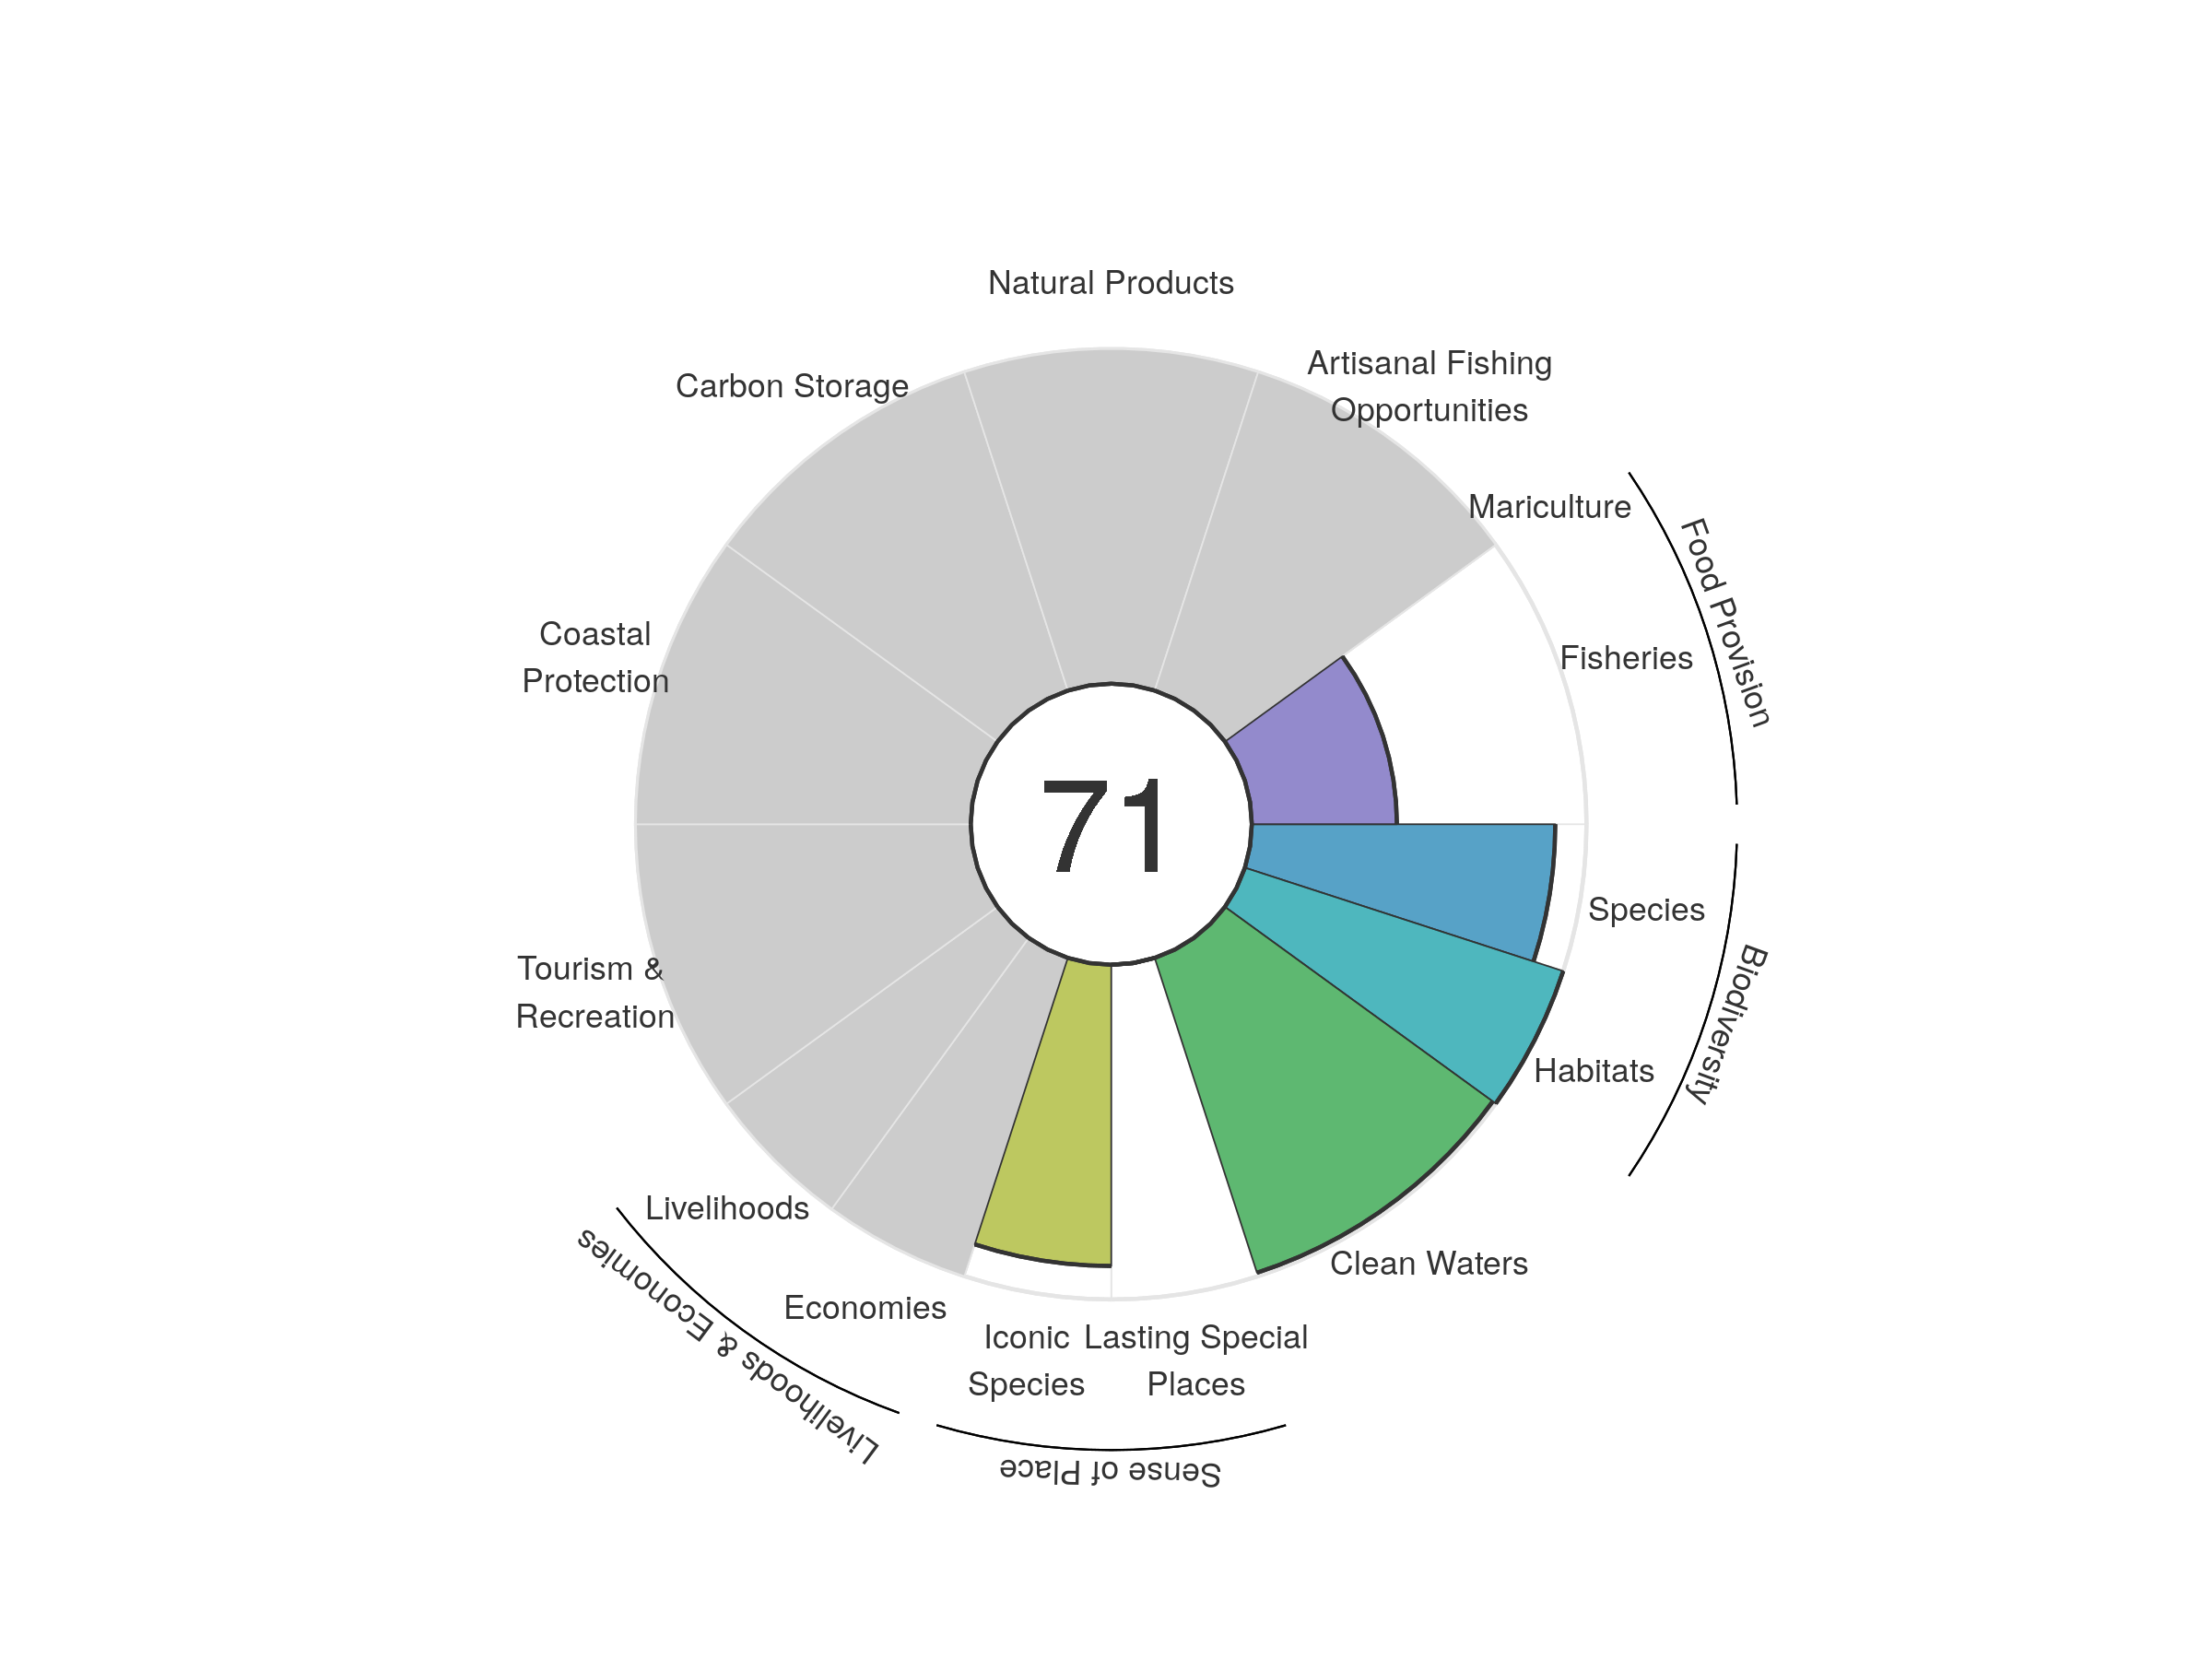 Natural Products
Artisanal Fishing
Opportunities
Carbon Storage
Mariculture
Food Provision
Fisheries
Coastal
Protection
71
Species
Biodiversity
Tourism &
Recreation
Habitats
Livelihoods
Clean Waters
Economies
Livelihoods & Economies
Iconic
Species
Lasting Special
Places
Sense of Place